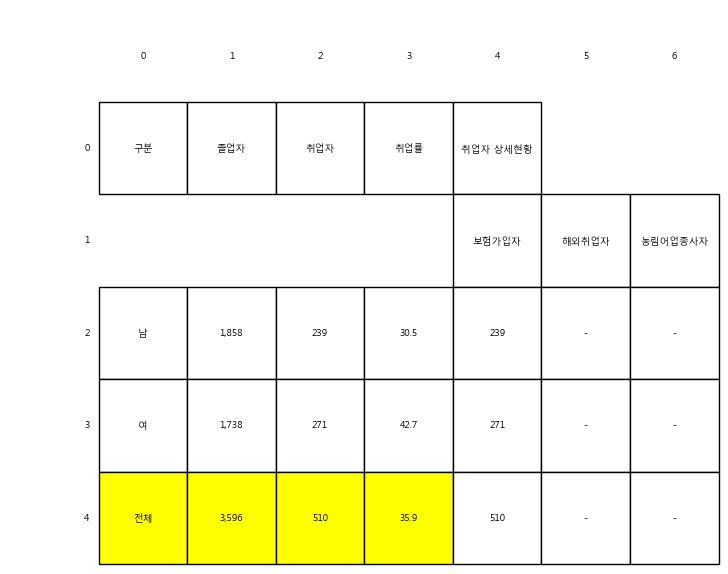 0 1 2 3 4 5 6
0 구분 졸업자 취업자 취업률 취업자 상세현황
1 보험가입자 해외취업자 농림어업종사자
2 남 1,858 239 30.5 239 - -
3 여 1,738 271 42.7 271 - -
4 전체 3,596 510 35.9 510 - -